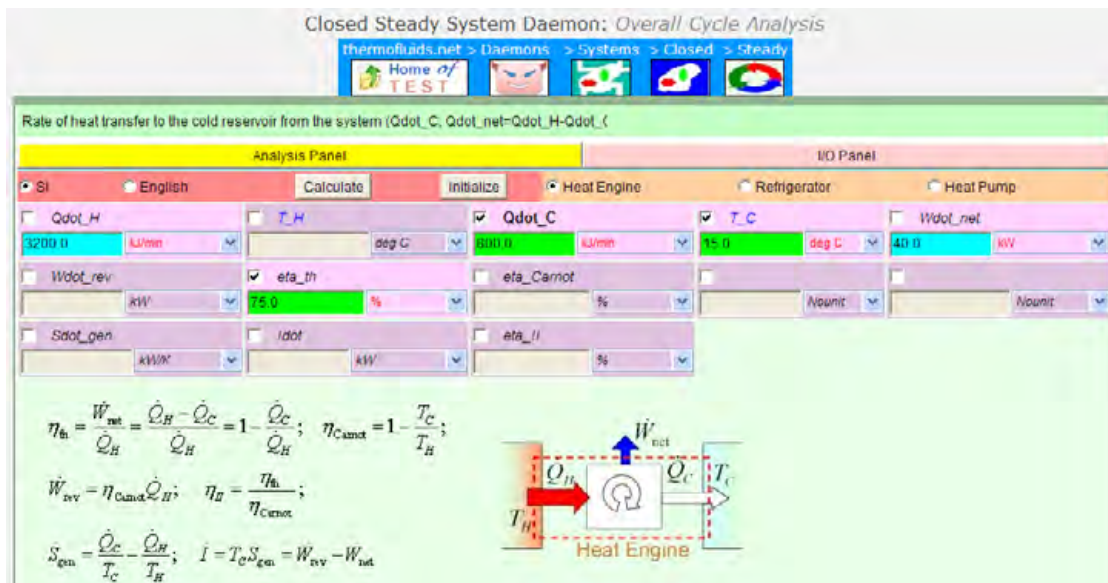 Closed Steady System Daemon: Overall Cycle Analysis
thermofluids.net > Daemons > Systems > Closed > Steady
Home of TEST
Rate of heat transfer to the cold reservoir from the system (Qdot_C, Qdot_net=Qdot_H-Qdot_(
Analysis Panel I/O Panel
SI English Calculate Initialize Heat Engine Refrigerator Heat Pump
Qdot_H T_H Qdot_C T_C Wdot_net
3200.0 kJ/min deg C 800.0 kJ/min 15.0 deg C 40.0 kW
Wdot_rev eta_th eta_Carnot
kW 75.0 % % Nounit Nounit
Sdot_gen Idot eta_II
kW/K kW %
η_th = Ẇ_net/Q̇_H = (Q̇_H − Q̇_C)/Q̇_H = 1 − Q̇_C/Q̇_H; η_Carnot = 1 − T_C/T_H;
Ẇ_rev = η_Carnot Q̇_H; η_II = η_th/η_Carnot;
Ṡ_gen = Q̇_C/T_C − Q̇_H/T_H; İ = T_C Ṡ_gen = Ẇ_rev − Ẇ_net
Ẇ_net
Q̇_H Q̇_C T_C
T_H
Heat Engine